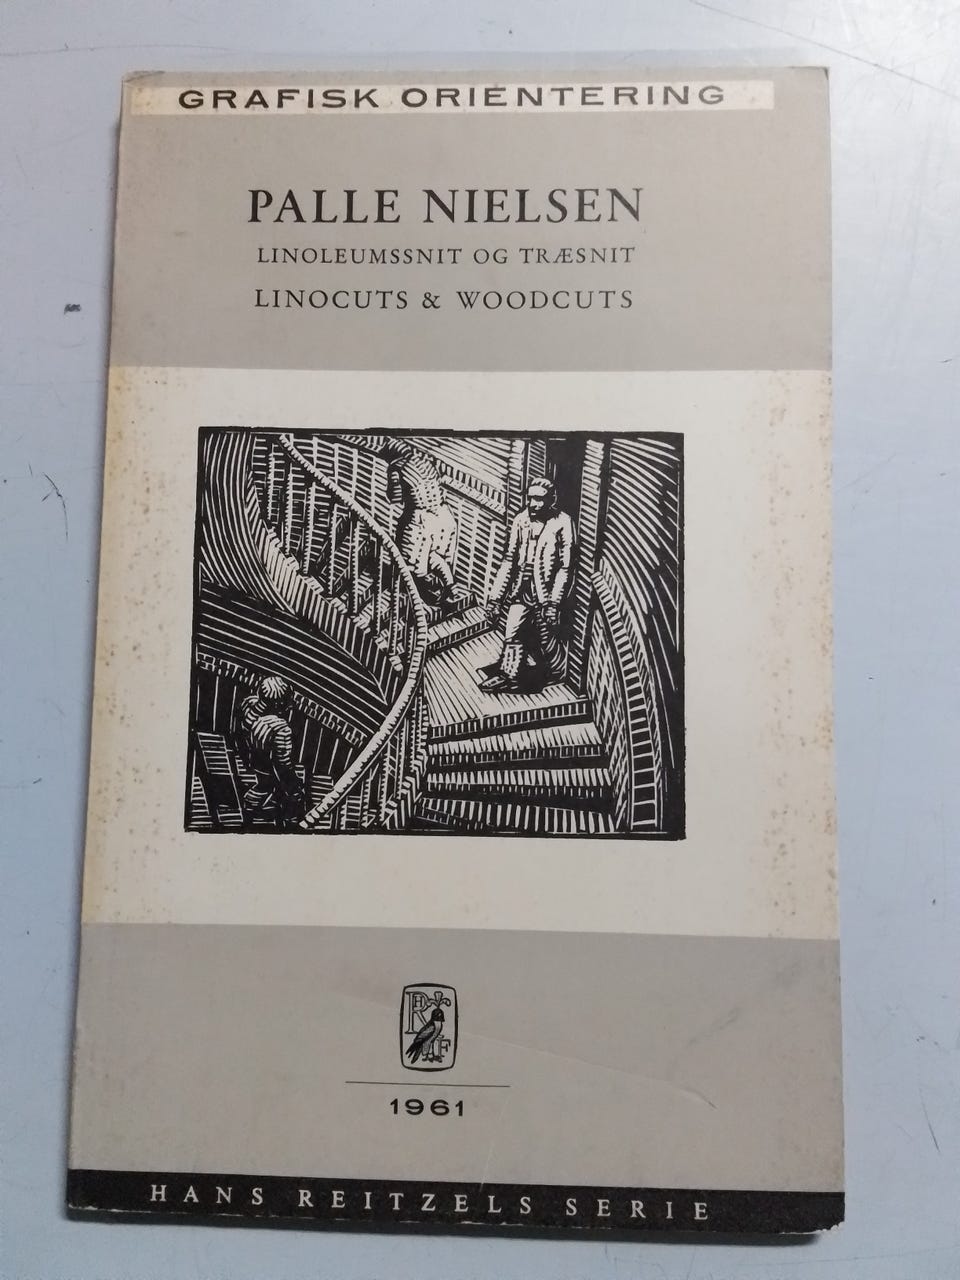 GRAFISK ORIENTERING
PALLE NIELSEN
LINOLEUMSSNIT OG TRÆSNIT
LINOCUTS & WOODCUTS
1961
HANS REITZELS SERIE